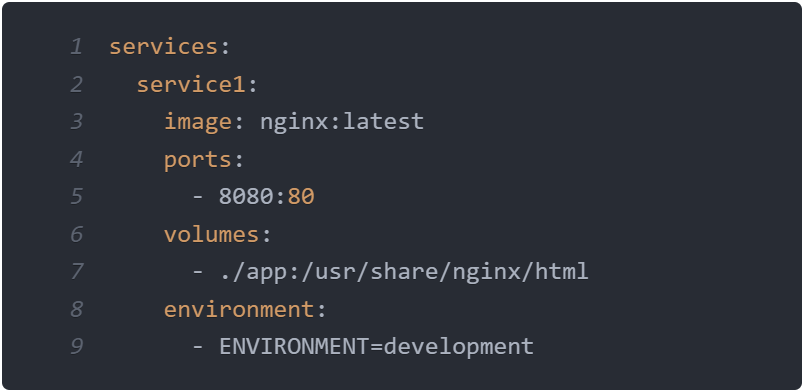 1 services:
2   service1:
3     image: nginx:latest
4     ports:
5       - 8080:80
6     volumes:
7       - ./app:/usr/share/nginx/html
8     environment:
9       - ENVIRONMENT=development